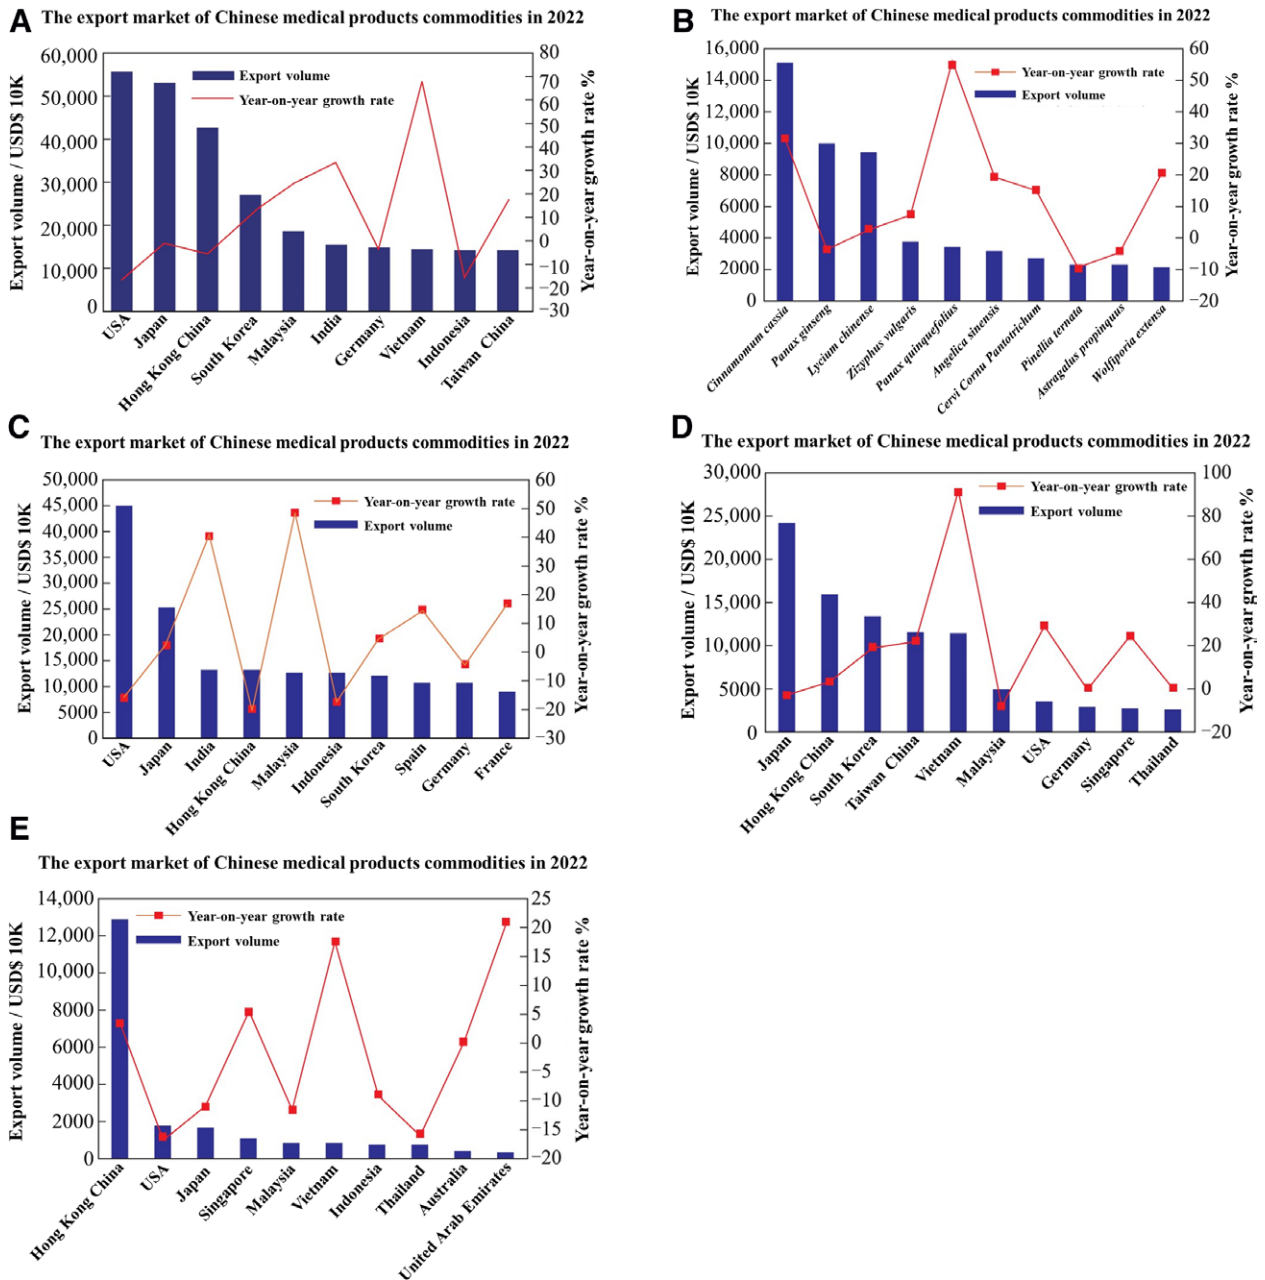 A
The export market of Chinese medical products commodities in 2022
Export volume / USD$ 10K
60,000
50,000
40,000
30,000
20,000
10,000
0
Export volume
Year-on-year growth rate
80
70
60
50
40
30
20
10
0
−10
−20
−30
Year-on-year growth rate %
USA
Japan
Hong Kong China
South Korea
Malaysia
India
Germany
Vietnam
Indonesia
Taiwan China
B
The export market of Chinese medical products commodities in 2022
Export volume / USD$ 10K
16,000
14,000
12,000
10,000
8000
6000
4000
2000
0
Year-on-year growth rate
Export volume
60
50
40
30
20
10
0
−10
−20
Year-on-year growth rate %
Cinnamomum cassia
Panax ginseng
Lycium chinense
Zizyphus vulgaris
Panax quinquefolius
Angelica sinensis
Cervi Cornu Pantotrichum
Pinellia ternata
Astragalus propinquus
Wolfiporia extensa
C
The export market of Chinese medical products commodities in 2022
Export volume / USD$ 10K
50,000
45,000
40,000
35,000
30,000
25,000
20,000
15,000
10,000
5000
0
Year-on-year growth rate
Export volume
60
50
40
30
20
10
0
−10
−20
−30
Year-on-year growth rate %
USA
Japan
India
Hong Kong China
Malaysia
Indonesia
South Korea
Spain
Germany
France
D
The export market of Chinese medical products commodities in 2022
Export volume / USD$ 10K
30,000
25,000
20,000
15,000
10,000
5000
0
Year-on-year growth rate
Export volume
100
80
60
40
20
0
−20
Year-on-year growth rate %
Japan
Hong Kong China
South Korea
Taiwan China
Vietnam
Malaysia
USA
Germany
Singapore
Thailand
E
The export market of Chinese medical products commodities in 2022
Export volume / USD$ 10K
14,000
12,000
10,000
8000
6000
4000
2000
0
Year-on-year growth rate
Export volume
25
20
15
10
5
0
−5
−10
−15
−20
Year-on-year growth rate %
Hong Kong China
USA
Japan
Singapore
Malaysia
Vietnam
Indonesia
Thailand
Australia
United Arab Emirates